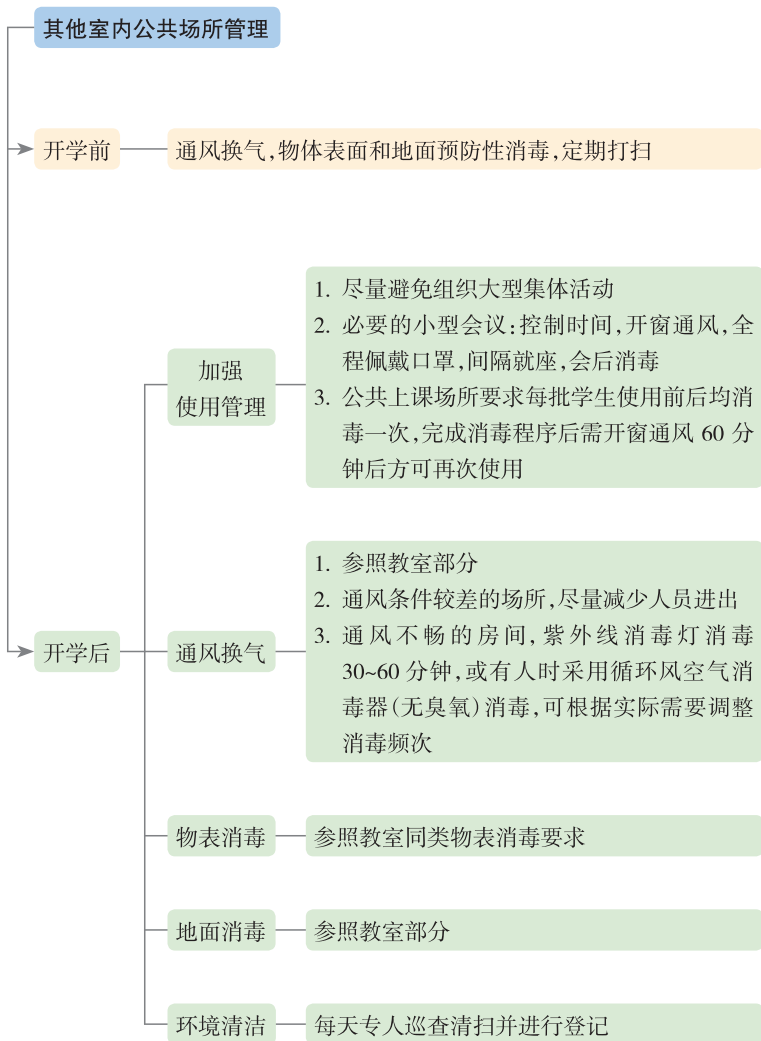 其他室内公共场所管理
开学前
通风换气,物体表面和地面预防性消毒,定期打扫
开学后
加强
使用管理
1. 尽量避免组织大型集体活动
2. 必要的小型会议:控制时间,开窗通风,全
程佩戴口罩,间隔就座,会后消毒
3. 公共上课场所要求每批学生使用前后均消
毒一次,完成消毒程序后需开窗通风 60 分
钟后方可再次使用
通风换气
1. 参照教室部分
2. 通风条件较差的场所,尽量减少人员进出
3. 通风不畅的房间,紫外线消毒灯消毒
30~60 分钟,或有人时采用循环风空气消
毒器(无臭氧)消毒,可根据实际需要调整
消毒频次
物表消毒
参照教室同类物表消毒要求
地面消毒
参照教室部分
环境清洁
每天专人巡查清扫并进行登记